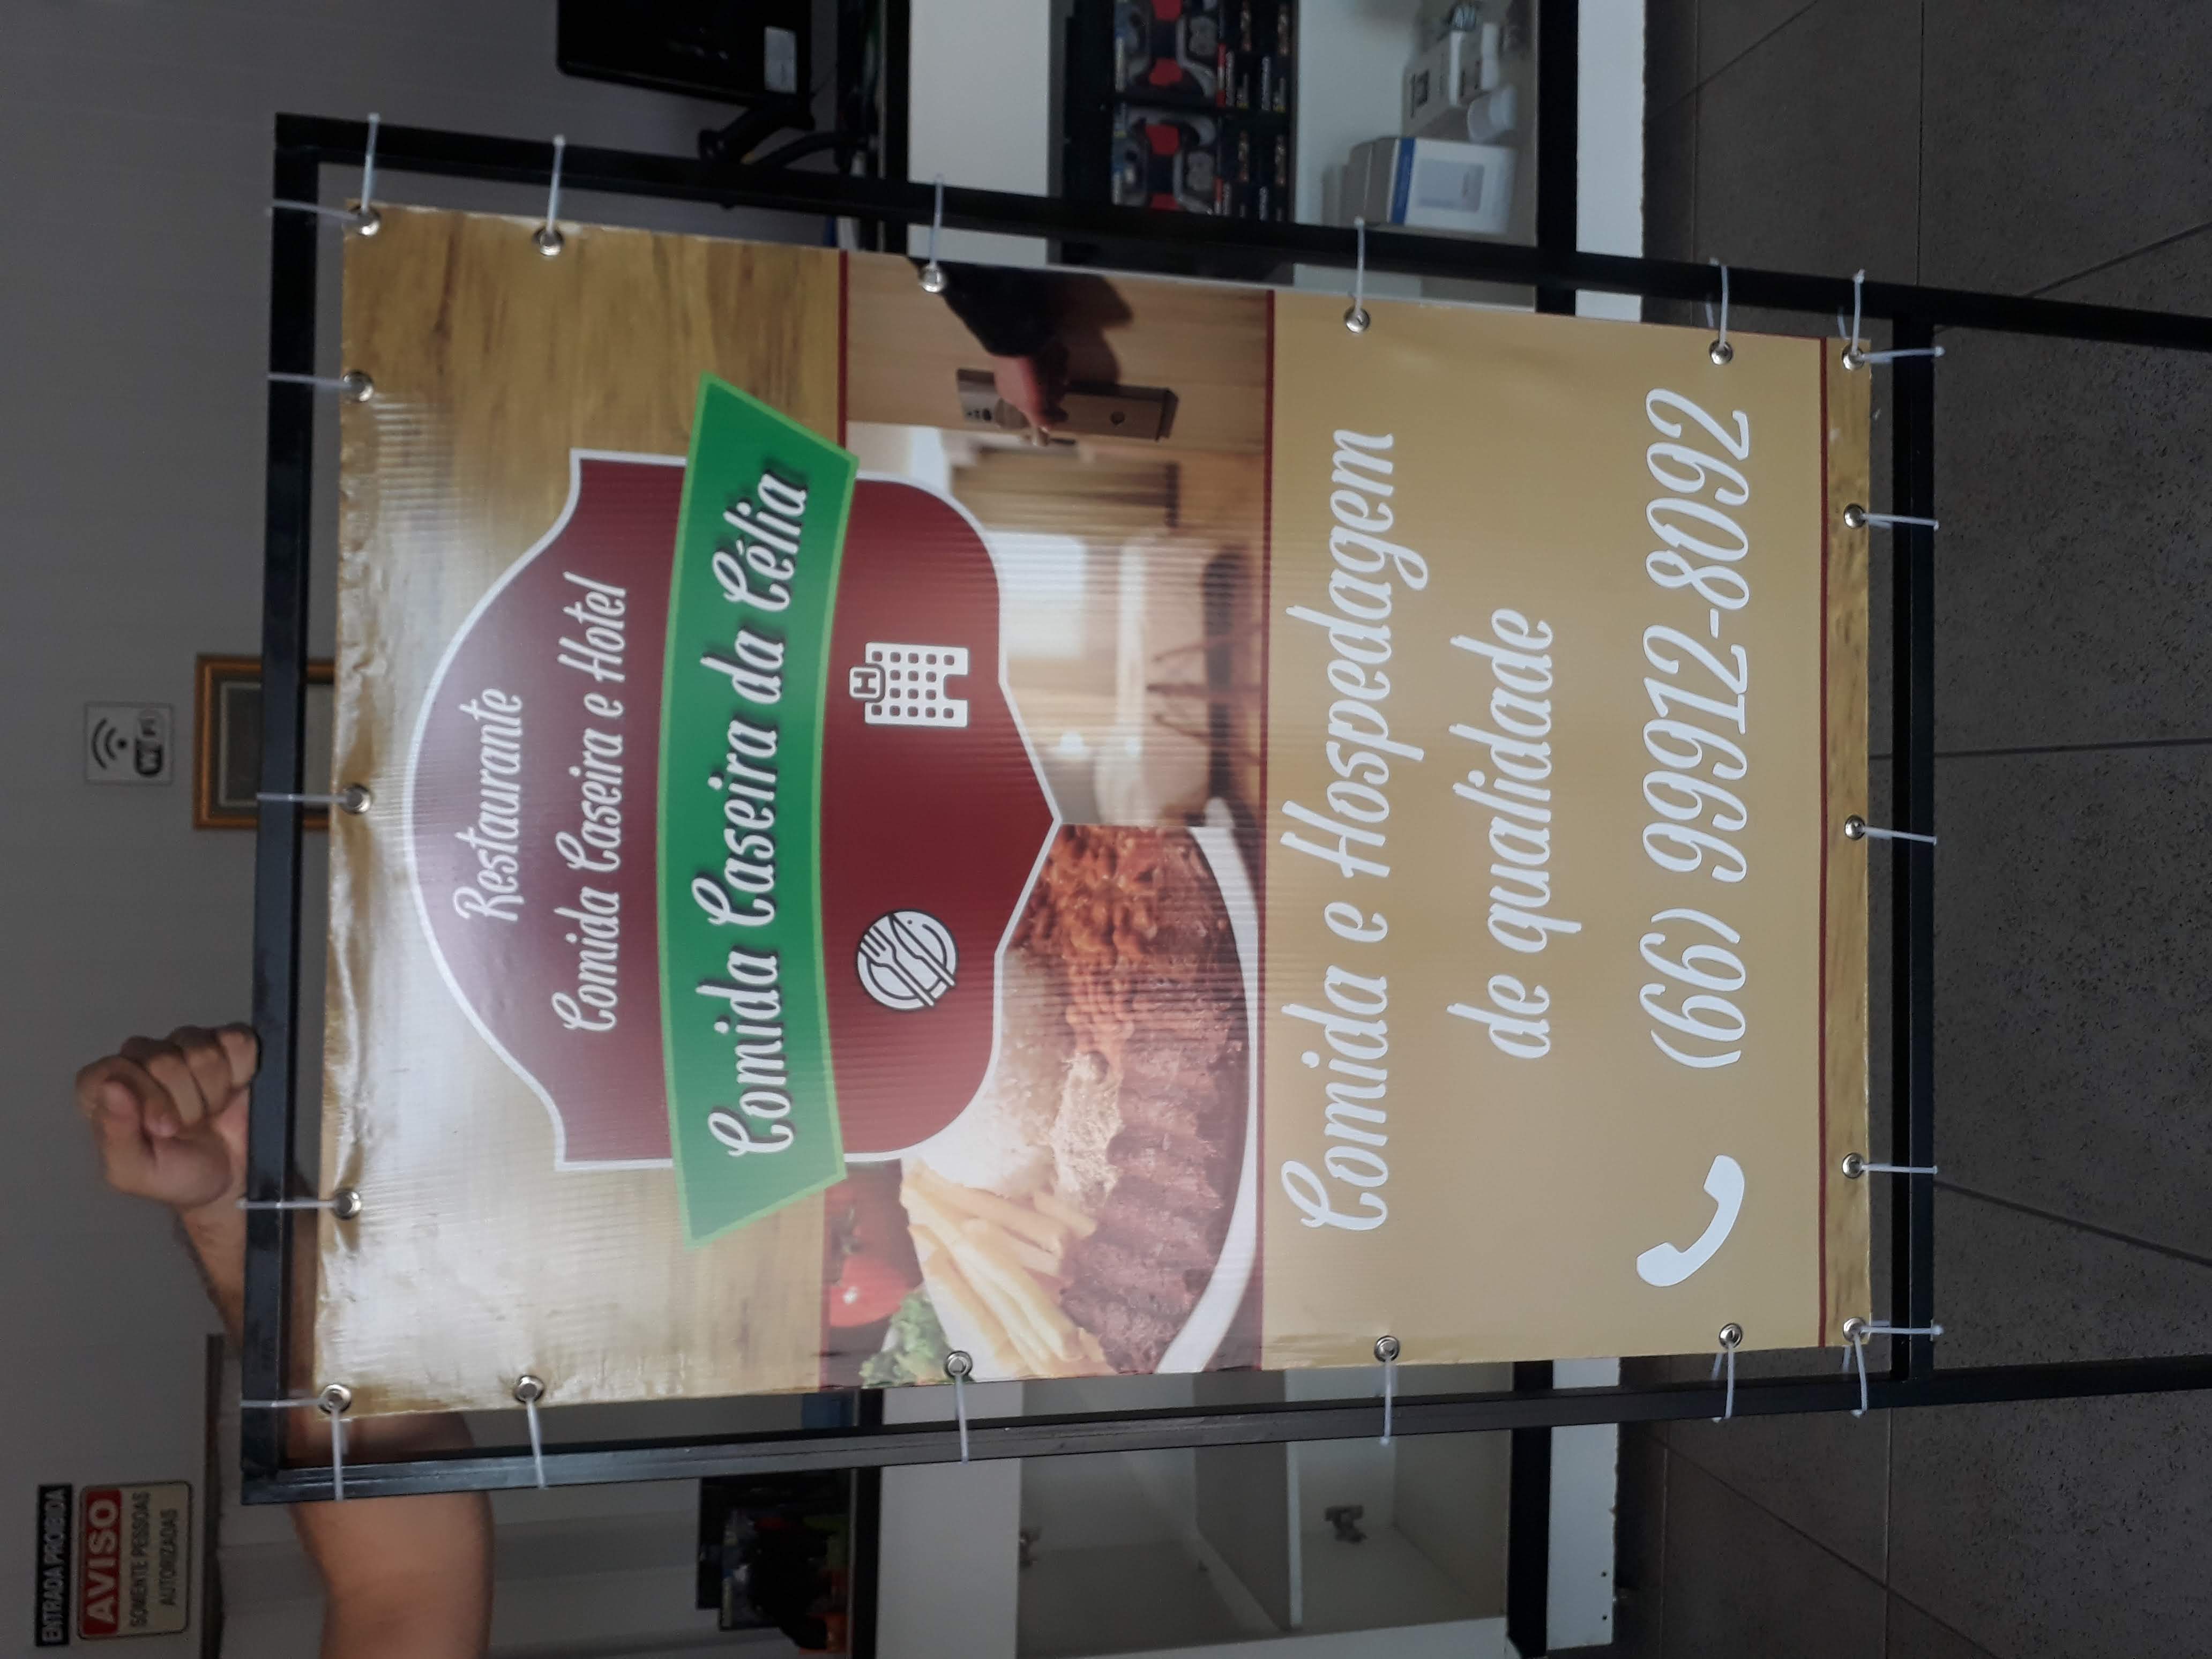 ENTRADA PROIBIDA
AVISO
SOMENTE PESSOAS
AUTORIZADAS
WiFi
Restaurante
Comida Caseira e Hotel
Comida Caseira da Célia
H
Comida e Hospedagem
de qualidade
(66) 99912-8092